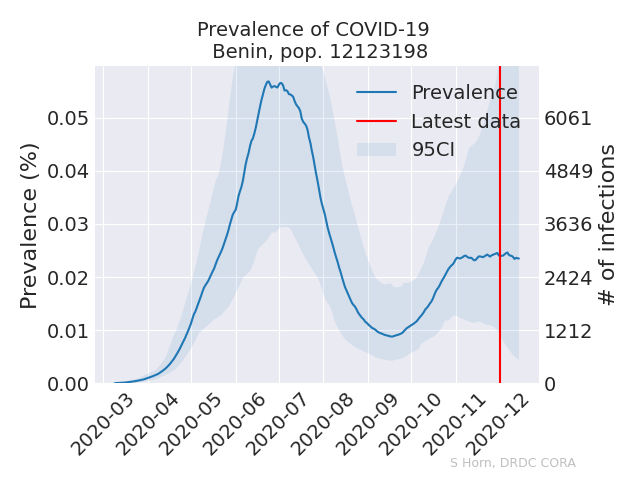 Prevalence of COVID-19
Benin, pop. 12123198
Prevalence
Latest data
95CI
Prevalence (%)
0.05
0.04
0.03
0.02
0.01
0.00
6061
4849
3636
2424
1212
0
# of infections
2020-03
2020-04
2020-05
2020-06
2020-07
2020-08
2020-09
2020-10
2020-11
2020-12
S Horn, DRDC CORA